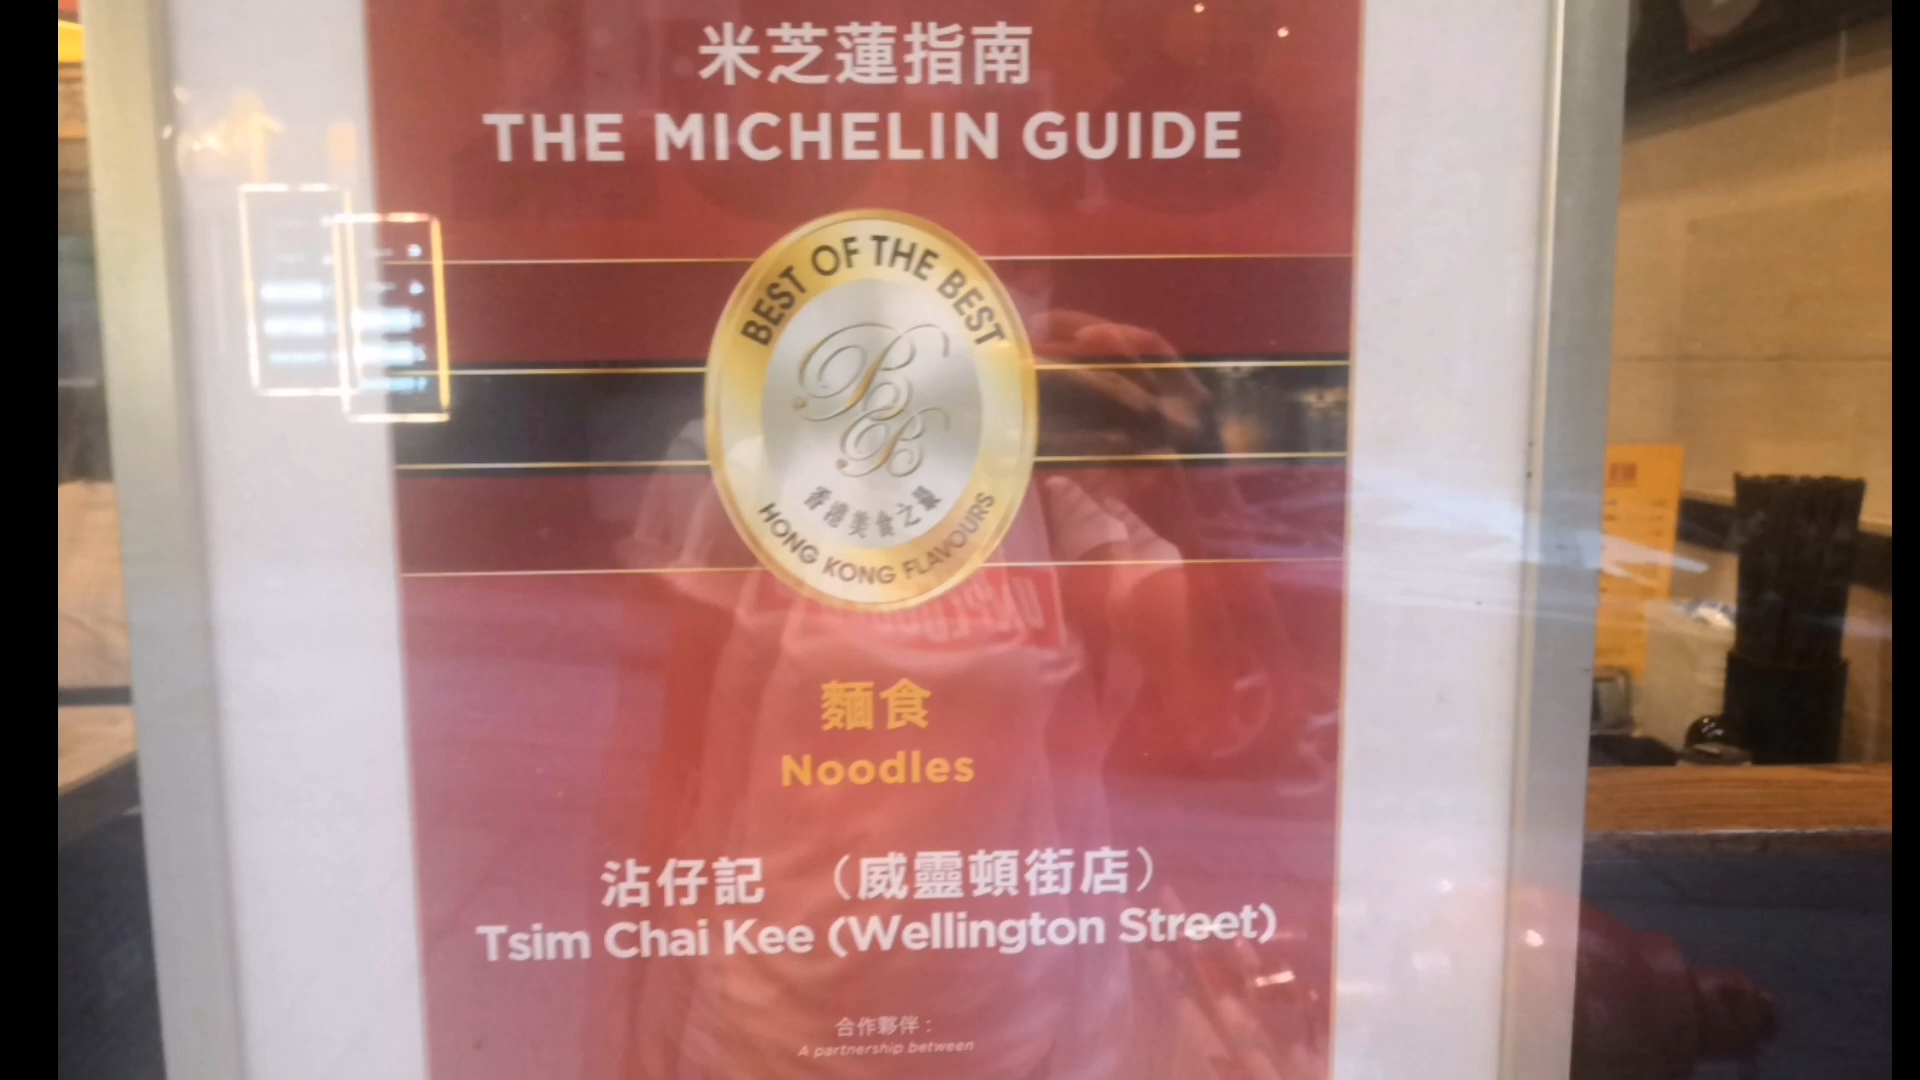 米芝蓮指南
THE MICHELIN GUIDE
BEST OF THE BEST
BB
香港美食之最
HONG KONG FLAVOURS
麵食
Noodles
沾仔記 （威靈頓街店）
Tsim Chai Kee (Wellington Street)
合作夥伴：
A partnership between